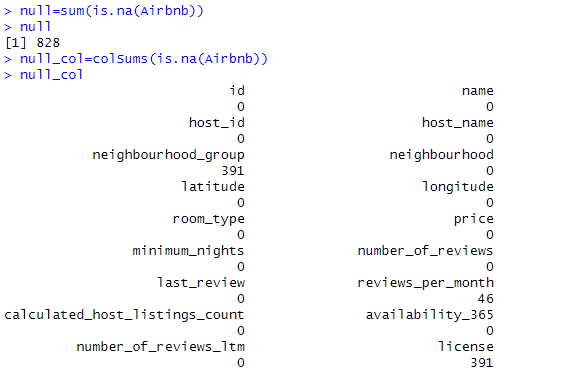 > null=sum(is.na(Airbnb))
> null
[1] 828
> null_col=colSums(is.na(Airbnb))
> null_col
id name
0 0
host_id host_name
0 0
neighbourhood_group neighbourhood
391 0
latitude longitude
0 0
room_type price
0 0
minimum_nights number_of_reviews
0 0
last_review reviews_per_month
0 46
calculated_host_listings_count availability_365
0 0
number_of_reviews_ltm license
0 391